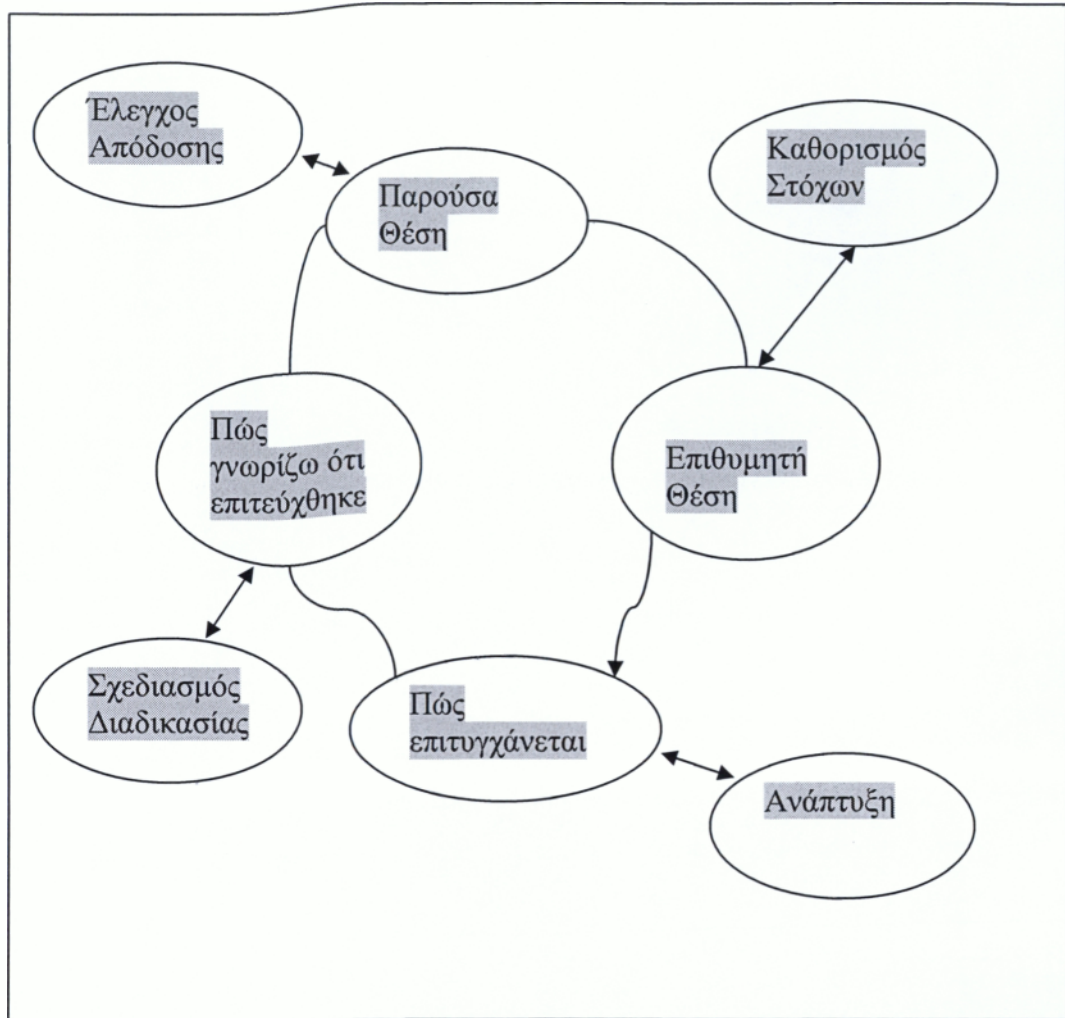 Έλεγχος
Απόδοσης
Παρούσα
Θέση
Καθορισμός
Στόχων
Πώς
γνωρίζω ότι
επιτεύχθηκε
Επιθυμητή
Θέση
Σχεδιασμός
Διαδικασίας
Πώς
επιτυγχάνεται
Ανάπτυξη